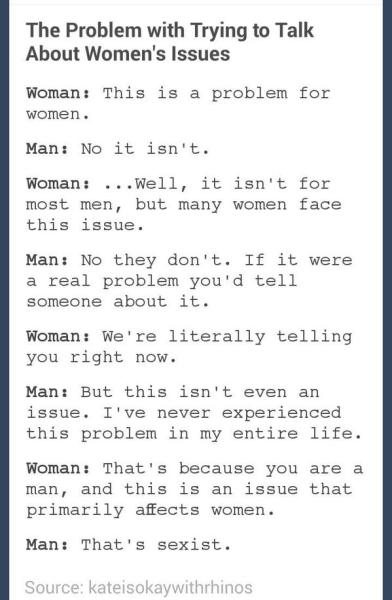 The Problem with Trying to Talk
About Women's Issues
Woman: This is a problem for
women.
Man: No it isn't.
Woman: ...Well, it isn't for
most men, but many women face
this issue.
Man: No they don't. If it were
a real problem you'd tell
someone about it.
Woman: We're literally telling
you right now.
Man: But this isn't even an
issue. I've never experienced
this problem in my entire life.
Woman: That's because you are a
man, and this is an issue that
primarily affects women.
Man: That's sexist.
Source: kateisokaywithrhinos